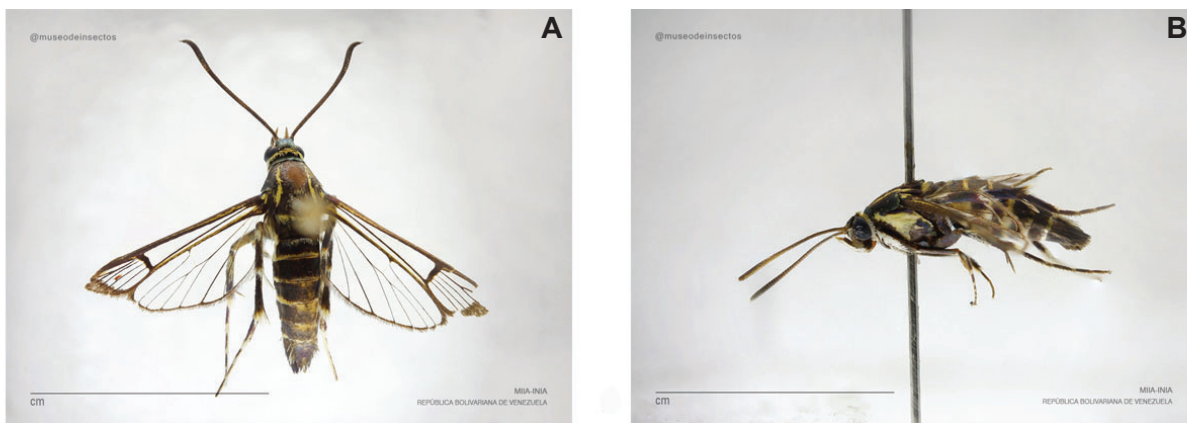 @museodeinsectos
A
cm
MIIA-INIA
REPÚBLICA BOLIVARIANA DE VENEZUELA
@museodeinsectos
B
cm
MIIA-INIA
REPÚBLICA BOLIVARIANA DE VENEZUELA